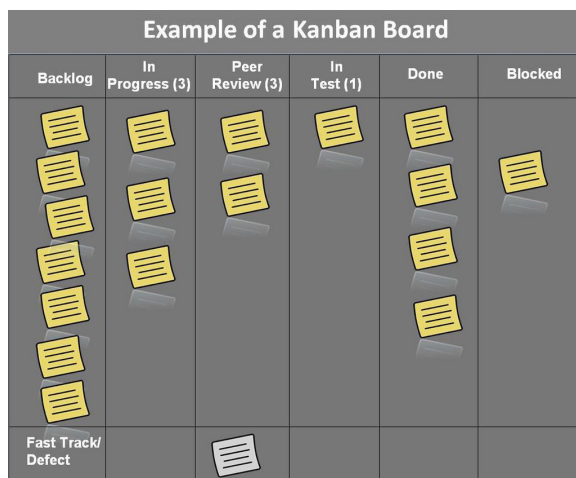 Example of a Kanban Board
Backlog
In
Progress (3)
Peer
Review (3)
In
Test (1)
Done
Blocked
Fast Track/
Defect